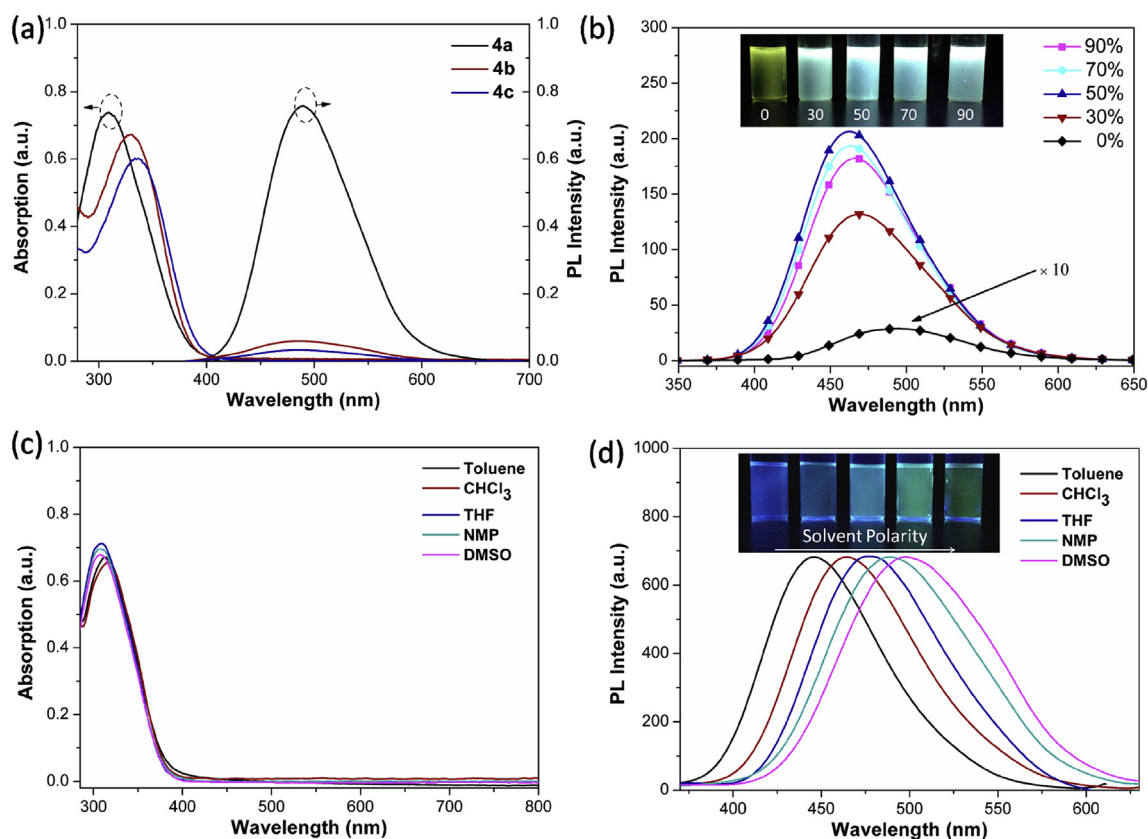 (a)
4a
4b
4c
1.0
0.8
0.6
0.4
0.2
0.0
Absorption (a.u.)
1.0
0.8
0.6
0.4
0.2
0.0
PL Intensity (a.u.)
300 400 500 600 700
Wavelength (nm)
(b)
300
250
200
150
100
50
0
PL Intensity (a.u.)
0 30 50 70 90
90%
70%
50%
30%
0%
× 10
350 400 450 500 550 600 650
Wavelength (nm)
(c)
1.0
0.8
0.6
0.4
0.2
0.0
Absorption (a.u.)
Toluene
CHCl3
THF
NMP
DMSO
300 400 500 600 700 800
Wavelength (nm)
(d)
1000
800
600
400
200
0
PL Intensity (a.u.)
Solvent Polarity
Toluene
CHCl3
THF
NMP
DMSO
400 450 500 550 600
Wavelength (nm)